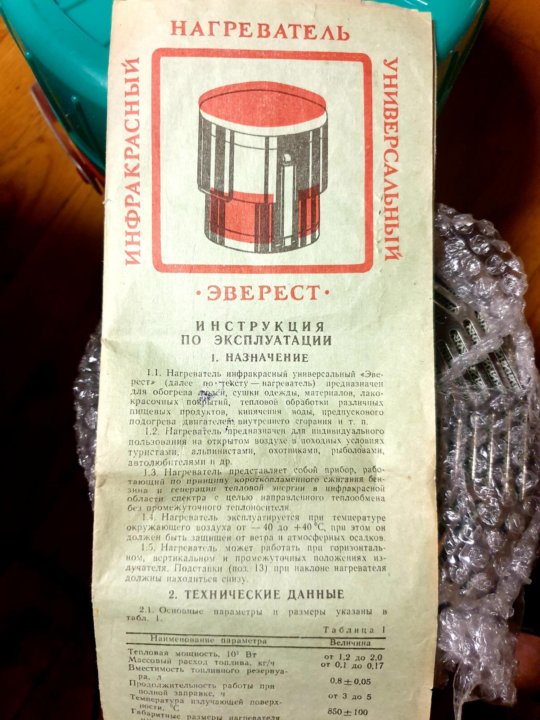 НАГРЕВАТЕЛЬ
ИНФРАКРАСНЫЙ
УНИВЕРСАЛЬНЫЙ
· ЭВЕРЕСТ ·
ИНСТРУКЦИЯ
ПО ЭКСПЛУАТАЦИИ
1. НАЗНАЧЕНИЕ
1.1. Нагреватель инфракрасный универсальный «Эве-
рест» (далее по тексту — нагреватель) предназначен
для обогрева людей, сушки одежды, материалов, лако-
красочных покрытий, тепловой обработки различных
пищевых продуктов, кипячения воды, предпускового
подогрева двигателей внутреннего сгорания и т. п.
1.2. Нагреватель предназначен для индивидуального
пользования на открытом воздухе в походных условиях
туристами, альпинистами, охотниками, рыболовами,
автолюбителями и др.
1.3. Нагреватель представляет собой прибор, рабо-
тающий по принципу короткопламенного сжигания бен-
зина и генерации тепловой энергии в инфракрасной
области спектра с целью направленного теплообмена
без промежуточного теплоносителя.
1.4. Нагреватель эксплуатируется при температуре
окружающего воздуха от —40 до +40 °С, при этом он
должен быть защищен от ветра и атмосферных осадков.
1.5. Нагреватель может работать при горизонталь-
ном, вертикальном и промежуточных положениях из-
лучателя. Подставки (поз. 13) при наклоне нагревателя
должны находиться снизу.
2. ТЕХНИЧЕСКИЕ ДАННЫЕ
2.1. Основные параметры и размеры указаны в
табл. 1.
Таблица 1
Наименование параметра Величина
Тепловая мощность, 10³ Вт от 1,2 до 2,0
Массовый расход топлива, кг/ч от 0,1 до 0,17
Вместимость топливного резервуа-
ра, л 0,8 ± 0,05
Продолжительность работы при
полной заправке, ч от 3 до 5
Температура излучающей поверх-
ности, °С 850 ± 100
Габаритные размеры нагревателя